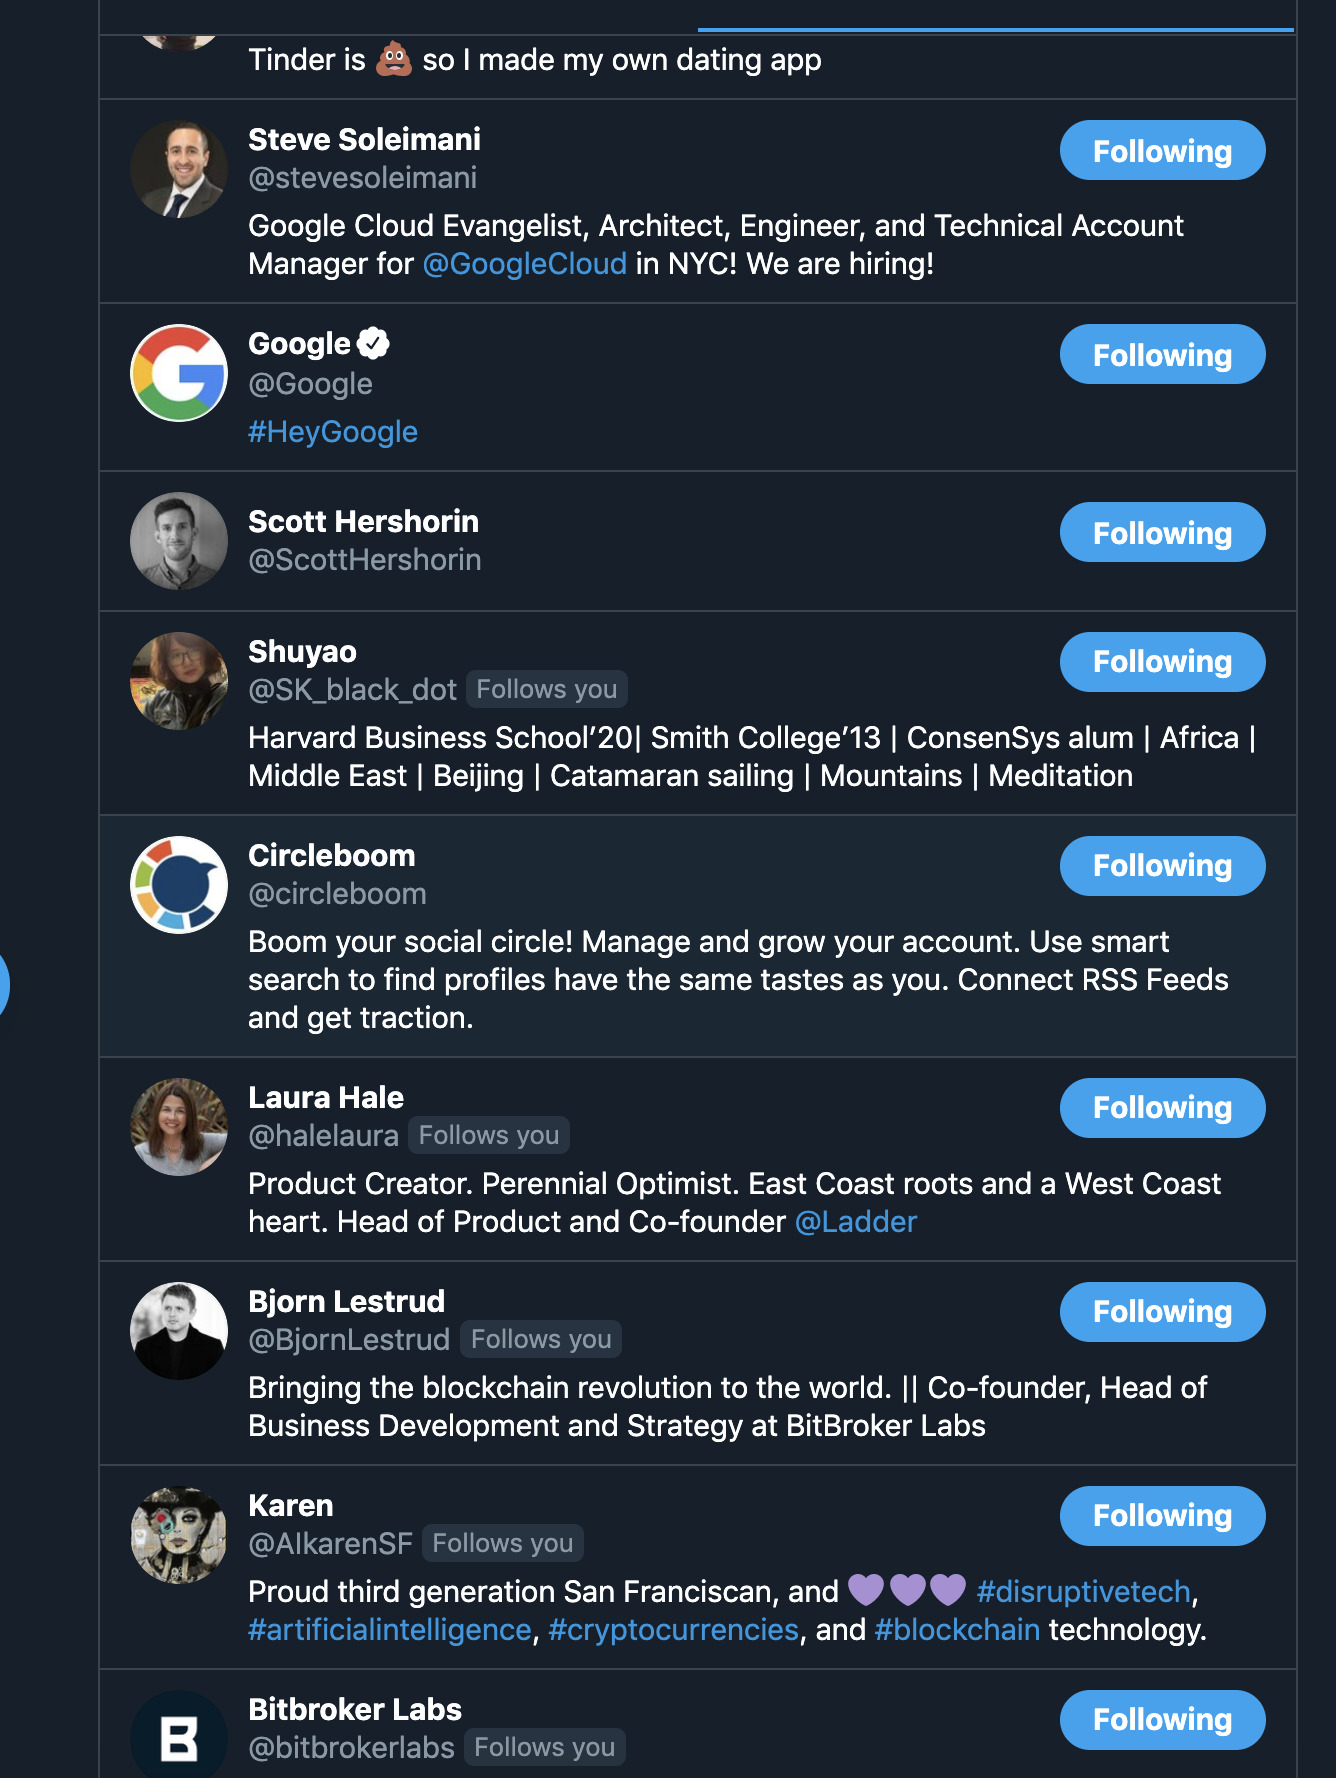 Tinder is 💩 so I made my own dating app
Steve Soleimani
Following
@stevesoleimani
Google Cloud Evangelist, Architect, Engineer, and Technical Account
Manager for @GoogleCloud in NYC! We are hiring!
Google
Following
@Google
#HeyGoogle
Scott Hershorin
Following
@ScottHershorin
Shuyao
Following
@SK_black_dot Follows you
Harvard Business School’20| Smith College’13 | ConsenSys alum | Africa |
Middle East | Beijing | Catamaran sailing | Mountains | Meditation
Circleboom
Following
@circleboom
Boom your social circle! Manage and grow your account. Use smart
search to find profiles have the same tastes as you. Connect RSS Feeds
and get traction.
Laura Hale
Following
@halelaura Follows you
Product Creator. Perennial Optimist. East Coast roots and a West Coast
heart. Head of Product and Co-founder @Ladder
Bjorn Lestrud
Following
@BjornLestrud Follows you
Bringing the blockchain revolution to the world. || Co-founder, Head of
Business Development and Strategy at BitBroker Labs
Karen
Following
@AlkarenSF Follows you
Proud third generation San Franciscan, and 💜💜💜 #disruptivetech,
#artificialintelligence, #cryptocurrencies, and #blockchain technology.
B
Bitbroker Labs
Following
@bitbrokerlabs Follows you